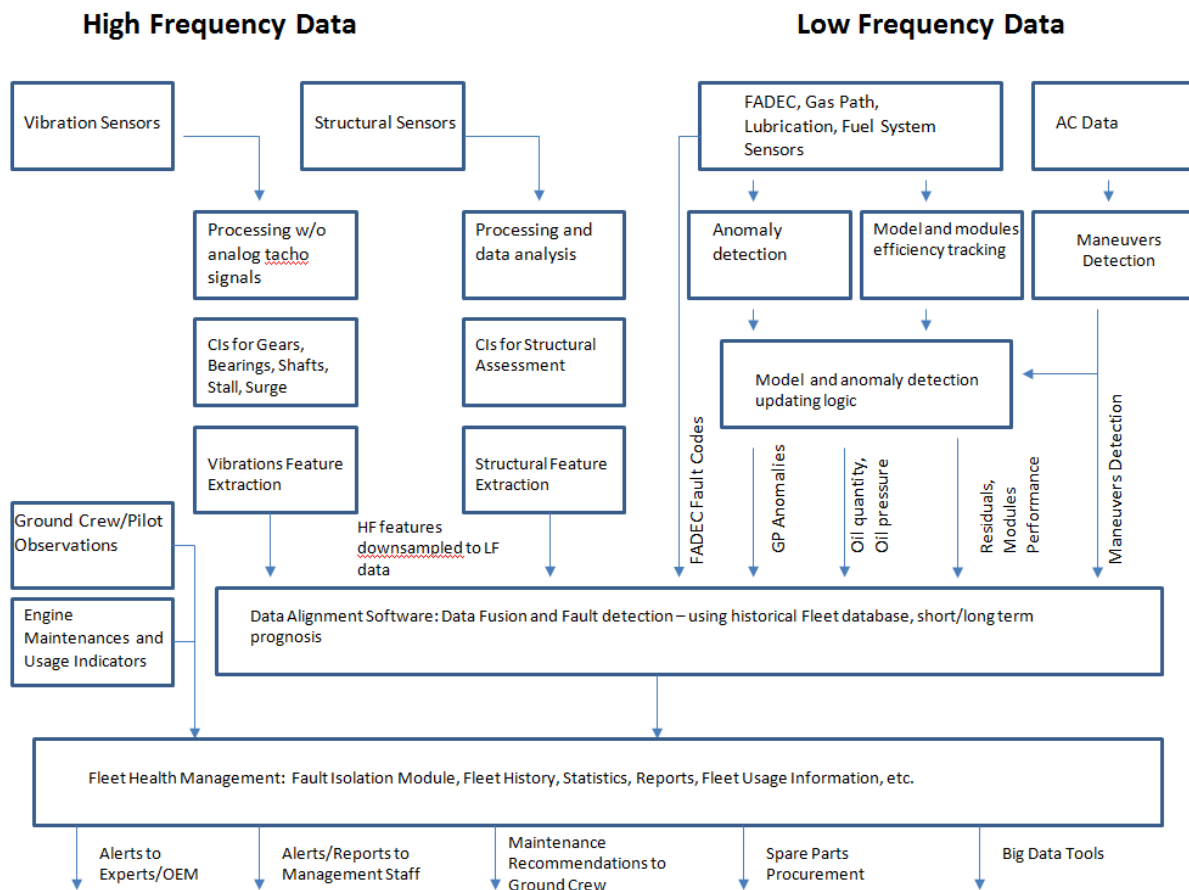 High Frequency Data
Low Frequency Data
Vibration Sensors
Structural Sensors
FADEC, Gas Path,
Lubrication, Fuel System
Sensors
AC Data
Processing w/o
analog tacho
signals
Processing and
data analysis
Anomaly
detection
Model and modules
efficiency tracking
Maneuvers
Detection
CIs for Gears,
Bearings, Shafts,
Stall, Surge
CIs for Structural
Assessment
Model and anomaly detection
updating logic
Vibrations Feature
Extraction
Structural Feature
Extraction
FADEC Fault Codes
GP Anomalies
Oil quantity,
Oil pressure
Residuals,
Modules
Performance
Maneuvers Detection
Ground Crew/Pilot
Observations
HF features
downsampled to LF
data
Engine
Maintenances and
Usage Indicators
Data Alignment Software: Data Fusion and Fault detection – using historical Fleet database, short/long term
prognosis
Fleet Health Management: Fault Isolation Module, Fleet History, Statistics, Reports, Fleet Usage Information, etc.
Alerts to
Experts/OEM
Alerts/Reports to
Management Staff
Maintenance
Recommendations to
Ground Crew
Spare Parts
Procurement
Big Data Tools